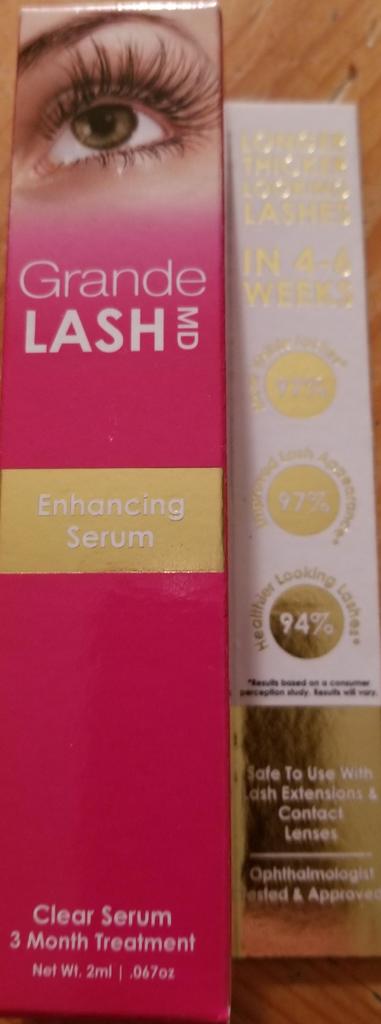 Grande
LASH MD
Enhancing
Serum
Clear Serum
3 Month Treatment
Net Wt. 2ml | .067oz
LONGER
THICKER
LOOKING
LASHES
IN 4-6
WEEKS
97%
Improved Lash Appearance*
97%
Healthier Looking Lashes*
94%
*Results based on a consumer
perception study. Results will vary.
Safe To Use With
Lash Extensions &
Contact
Lenses
Ophthalmologist
Tested & Approved